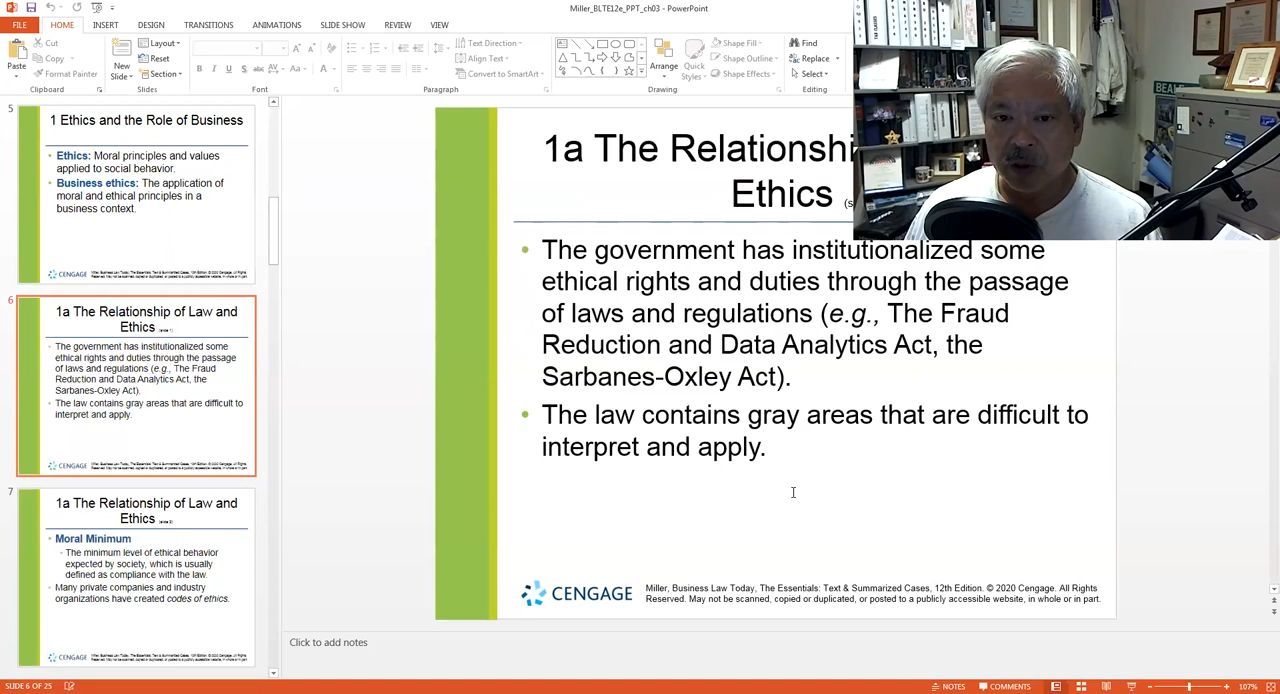 Miller_BLTE12e_PPT_ch03 - PowerPoint
FILE HOME INSERT DESIGN TRANSITIONS ANIMATIONS SLIDE SHOW REVIEW VIEW
Paste
Cut
Copy
Format Painter
Clipboard
New Slide
Layout
Reset
Section
Slides
B I U S abc AV Aa A
Font
Text Direction
Align Text
Convert to SmartArt
Paragraph
Arrange
Quick Styles
Shape Fill
Shape Outline
Shape Effects
Drawing
Find
Replace
Select
Editing
BEALE
5
1 Ethics and the Role of Business
• Ethics: Moral principles and values
applied to social behavior.
• Business ethics: The application of
moral and ethical principles in a
business context.
CENGAGE
6
1a The Relationship of Law and
Ethics (slide 1)
The government has institutionalized some
ethical rights and duties through the passage
of laws and regulations (e.g., The Fraud
Reduction and Data Analytics Act, the
Sarbanes-Oxley Act).
• The law contains gray areas that are difficult to
interpret and apply.
CENGAGE
7
1a The Relationship of Law and
Ethics (slide 2)
• Moral Minimum
- The minimum level of ethical behavior
expected by society, which is usually
defined as compliance with the law.
• Many private companies and industry
organizations have created codes of ethics.
CENGAGE
1a The Relationshi
Ethics (s
• The government has institutionalized some
ethical rights and duties through the passage
of laws and regulations (e.g., The Fraud
Reduction and Data Analytics Act, the
Sarbanes-Oxley Act).
• The law contains gray areas that are difficult to
interpret and apply.
CENGAGE
Miller, Business Law Today, The Essentials: Text & Summarized Cases, 12th Edition. © 2020 Cengage. All Rights
Reserved. May not be scanned, copied or duplicated, or posted to a publicly accessible website, in whole or in part.
Click to add notes
SLIDE 6 OF 25
NOTES COMMENTS 107%